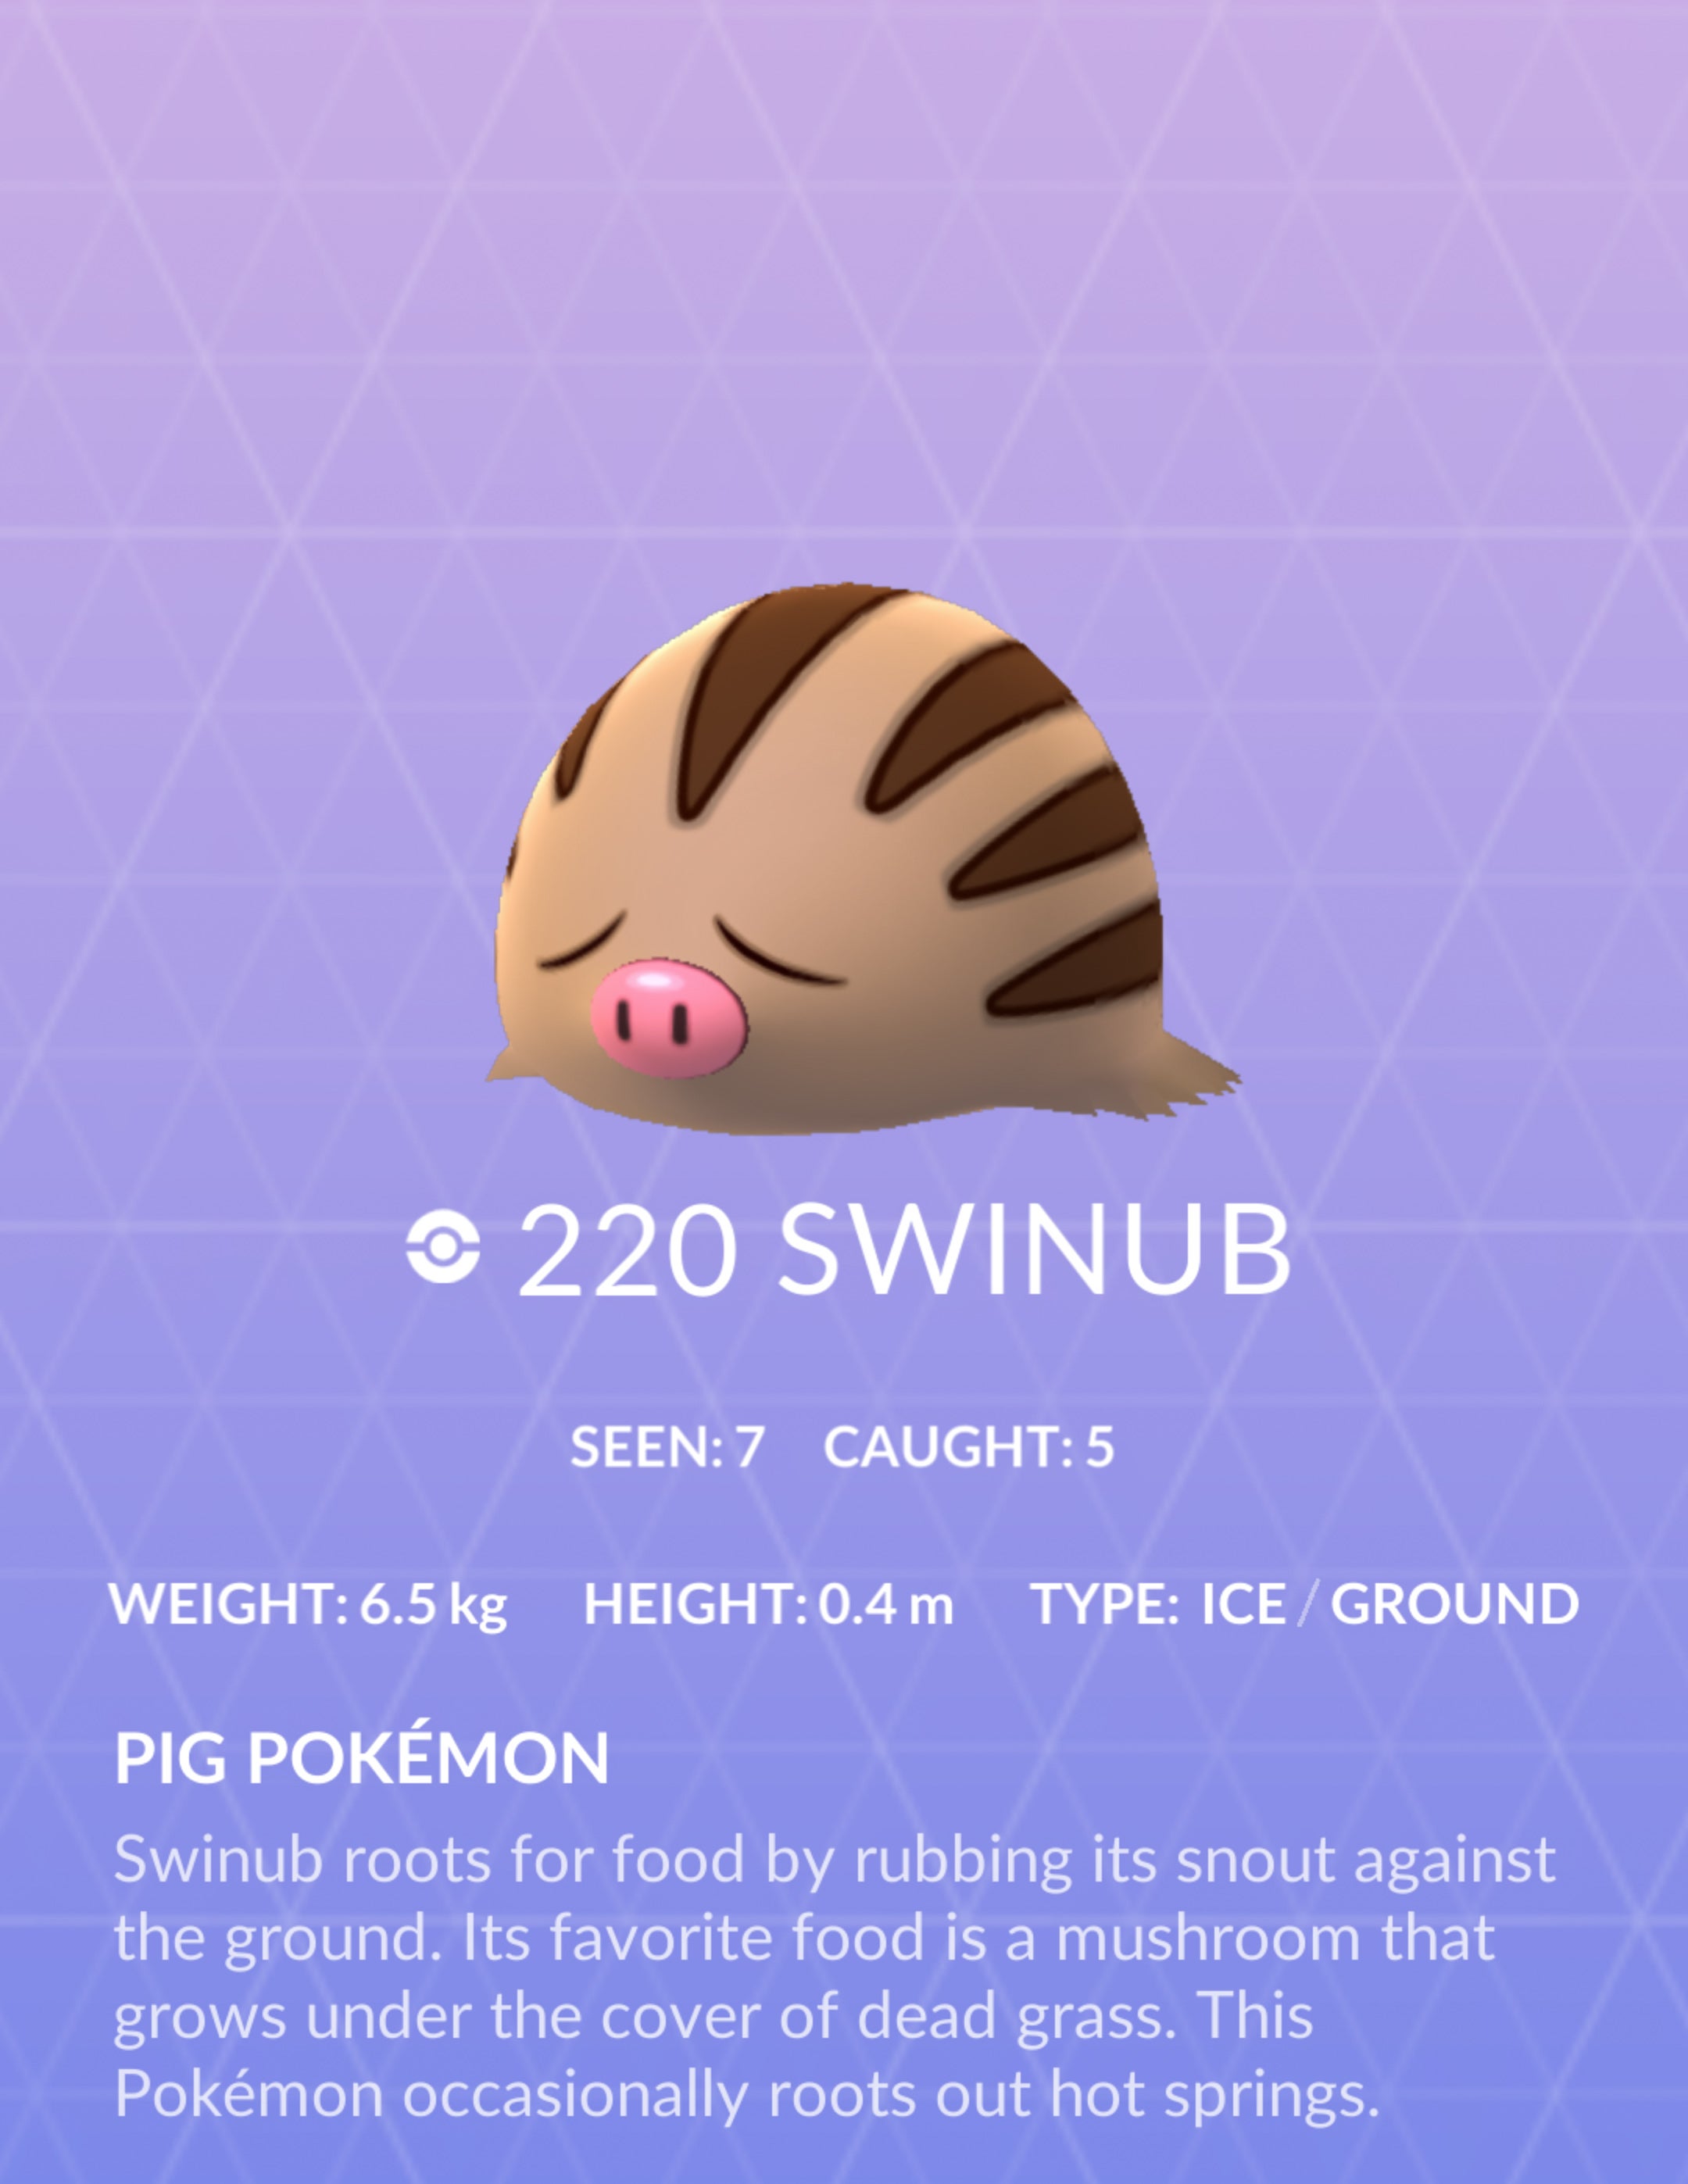 220 SWINUB
SEEN: 7 CAUGHT: 5
WEIGHT: 6.5 kg HEIGHT: 0.4 m TYPE: ICE / GROUND
PIG POKÉMON
Swinub roots for food by rubbing its snout against
the ground. Its favorite food is a mushroom that
grows under the cover of dead grass. This
Pokémon occasionally roots out hot springs.